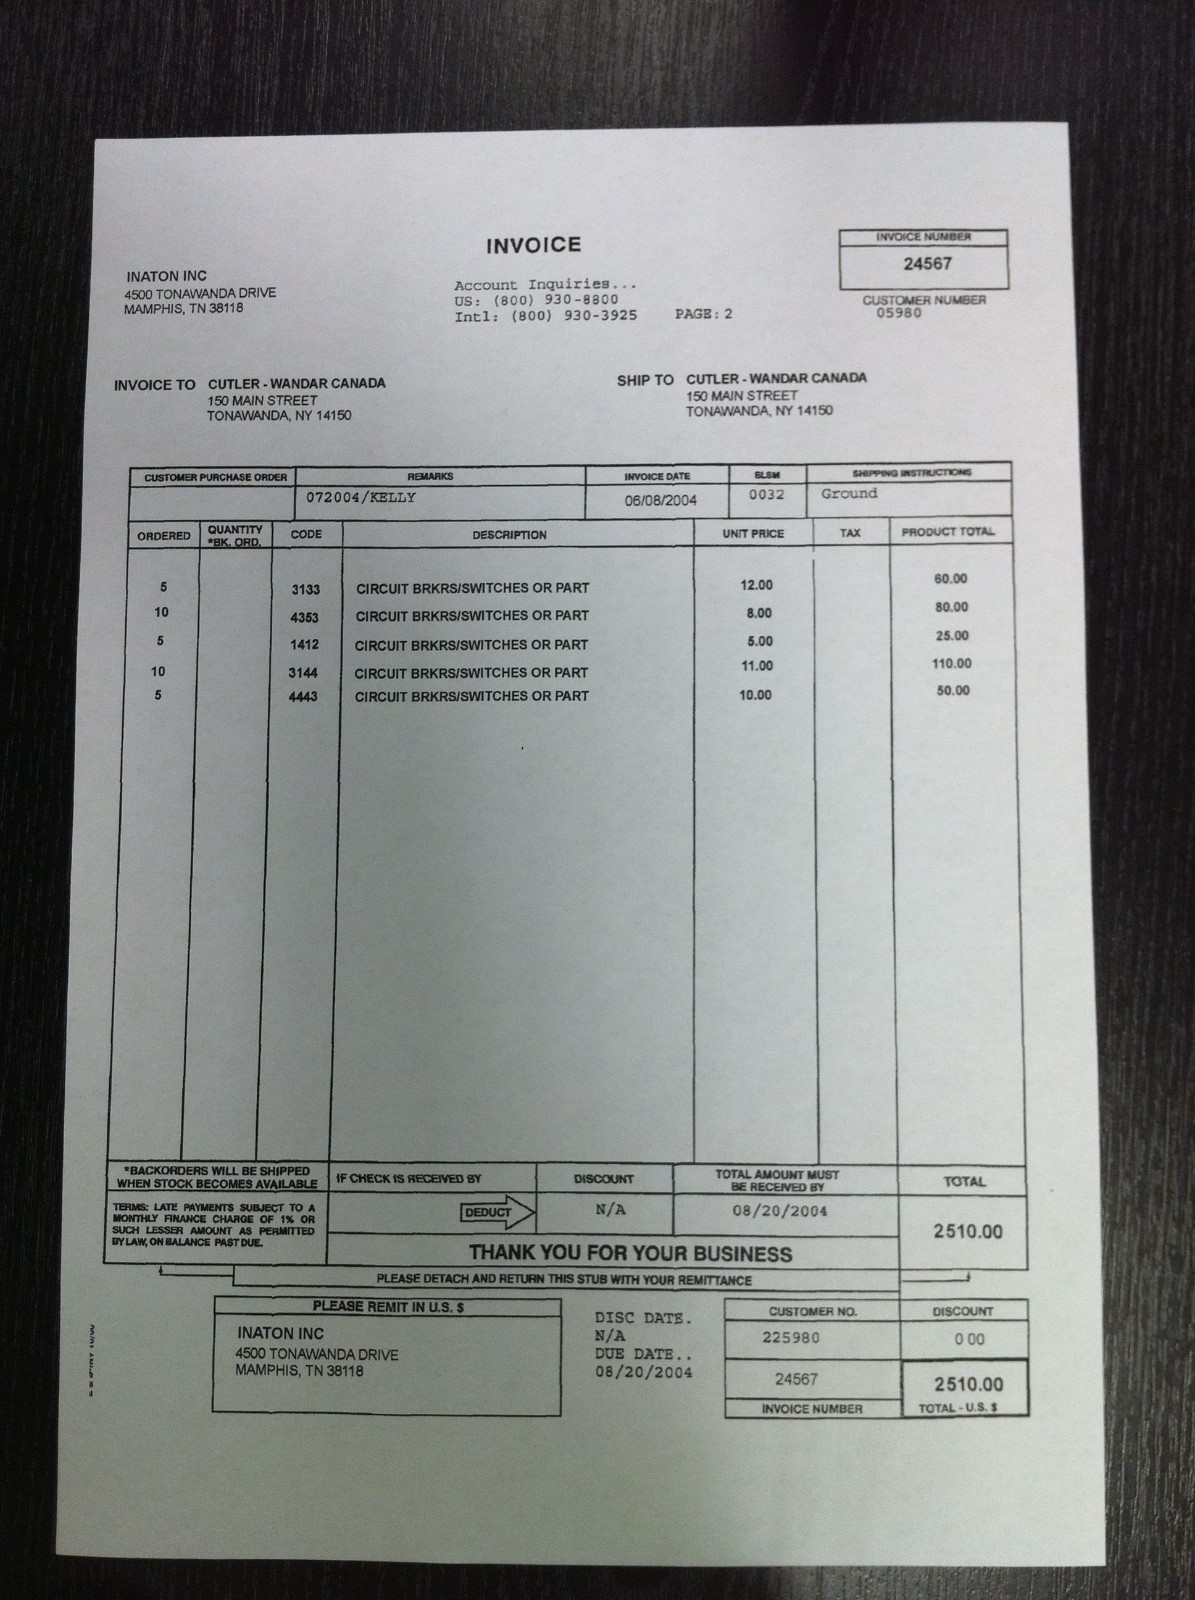 INVOICE
INVOICE NUMBER
24567
CUSTOMER NUMBER
05980
INATON INC
4500 TONAWANDA DRIVE
MEMPHIS, TN 38118
Account Inquiries...
US: (800) 930-8800
Intl: (800) 930-3925 PAGE: 2
INVOICE TO CUTLER - WANDAR CANADA
150 MAIN STREET
TONAWANDA, NY 14150
SHIP TO CUTLER - WANDAR CANADA
150 MAIN STREET
TONAWANDA, NY 14150
CUSTOMER PURCHASE ORDER REMARKS INVOICE DATE SLSM SHIPPING INSTRUCTIONS
072004/KELLY 06/08/2004 0032 Ground
ORDERED QUANTITY *BK. ORD. CODE DESCRIPTION UNIT PRICE TAX PRODUCT TOTAL
5 3133 CIRCUIT BRKRS/SWITCHES OR PART 12.00 60.00
10 4353 CIRCUIT BRKRS/SWITCHES OR PART 8.00 80.00
5 1412 CIRCUIT BRKRS/SWITCHES OR PART 5.00 25.00
10 3144 CIRCUIT BRKRS/SWITCHES OR PART 11.00 110.00
5 4443 CIRCUIT BRKRS/SWITCHES OR PART 10.00 50.00
*BACKORDERS WILL BE SHIPPED
WHEN STOCK BECOMES AVAILABLE
IF CHECK IS RECEIVED BY DISCOUNT TOTAL AMOUNT MUST BE RECEIVED BY TOTAL
TERMS: LATE PAYMENTS SUBJECT TO A
MONTHLY FINANCE CHARGE OF 1% OR
SUCH LESSER AMOUNT AS PERMITTED
BY LAW, ON BALANCE PAST DUE.
DEDUCT N/A 08/20/2004 2510.00
THANK YOU FOR YOUR BUSINESS
PLEASE DETACH AND RETURN THIS STUB WITH YOUR REMITTANCE
PLEASE REMIT IN U.S. $
INATON INC
4500 TONAWANDA DRIVE
MEMPHIS, TN 38118
DISC DATE.
N/A
DUE DATE..
08/20/2004
CUSTOMER NO. DISCOUNT
225980 0 00
24567 2510.00
INVOICE NUMBER TOTAL - U.S. $